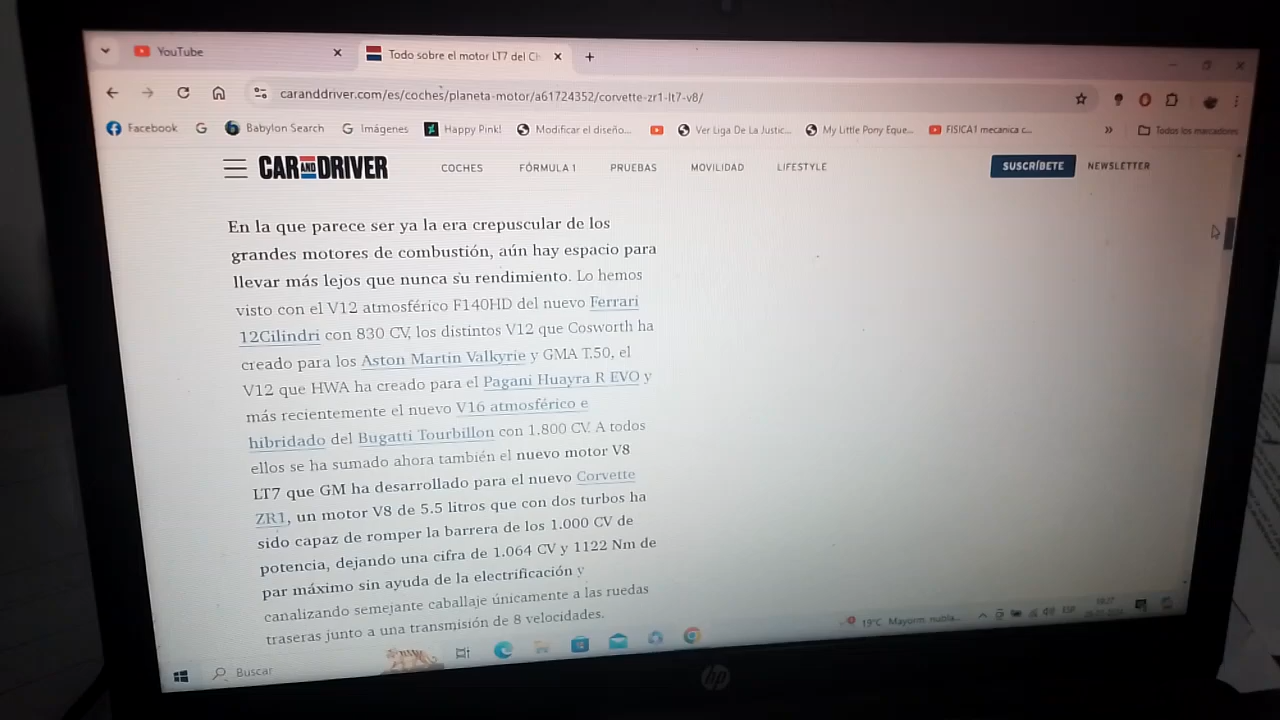 YouTube
Todo sobre el motor LT7 del Ch
caranddriver.com/es/coches/planeta-motor/a61724352/corvette-zr1-lt7-v8/
Facebook
Babylon Search
Imágenes
Happy Pink!
Modificar el diseño...
Ver Liga De La Justic...
My Little Pony Eque...
FISICA1 mecanica c...
»
Todos los marcadores
CAR AND DRIVER
COCHES
FÓRMULA 1
PRUEBAS
MOVILIDAD
LIFESTYLE
SUSCRÍBETE
NEWSLETTER
En la que parece ser ya la era crepuscular de los
grandes motores de combustión, aún hay espacio para
llevar más lejos que nunca su rendimiento. Lo hemos
visto con el V12 atmosférico F140HD del nuevo Ferrari
12Cilindri con 830 CV, los distintos V12 que Cosworth ha
creado para los Aston Martin Valkyrie y GMA T.50, el
V12 que HWA ha creado para el Pagani Huayra R EVO y
más recientemente el nuevo V16 atmosférico e
hibridado del Bugatti Tourbillon con 1.800 CV. A todos
ellos se ha sumado ahora también el nuevo motor V8
LT7 que GM ha desarrollado para el nuevo Corvette
ZR1, un motor V8 de 5.5 litros que con dos turbos ha
sido capaz de romper la barrera de los 1.000 CV de
potencia, dejando una cifra de 1.064 CV y 1122 Nm de
par máximo sin ayuda de la electrificación y
canalizando semejante caballaje únicamente a las ruedas
traseras junto a una transmisión de 8 velocidades.
Buscar
19°C Mayorm. nubla...
ESP
hp